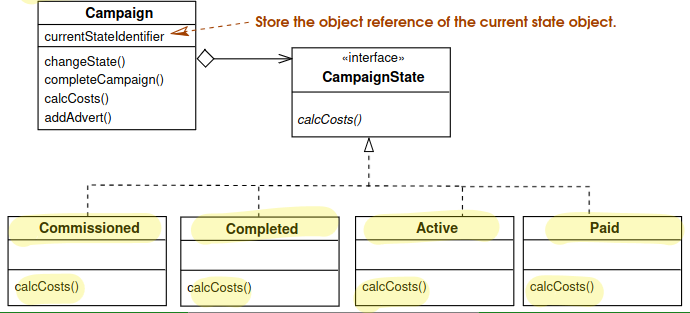 Campaign
currentStateIdentifier
Store the object reference of the current state object.
changeState()
completeCampaign()
calcCosts()
addAdvert()
«interface»
CampaignState
calcCosts()
Commissioned
Completed
Active
Paid
calcCosts()
calcCosts()
calcCosts()
calcCosts()